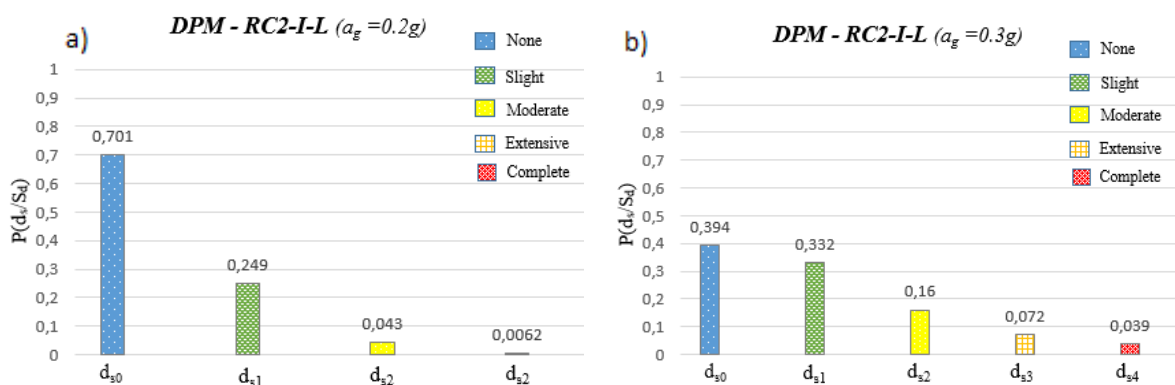 a) DPM - RC2-I-L (ag =0.2g)
None
Slight
Moderate
Extensive
Complete
P(ds/Sd)
1
0,9
0,8
0,7
0,6
0,5
0,4
0,3
0,2
0,1
0
0,701
0,249
0,043
0,0062
ds0 ds1 ds2 ds2
b) DPM - RC2-I-L (ag =0.3g)
None
Slight
Moderate
Extensive
Complete
P(ds/Sd)
1
0,9
0,8
0,7
0,6
0,5
0,4
0,3
0,2
0,1
0
0,394
0,332
0,16
0,072
0,039
ds0 ds1 ds2 ds3 ds4